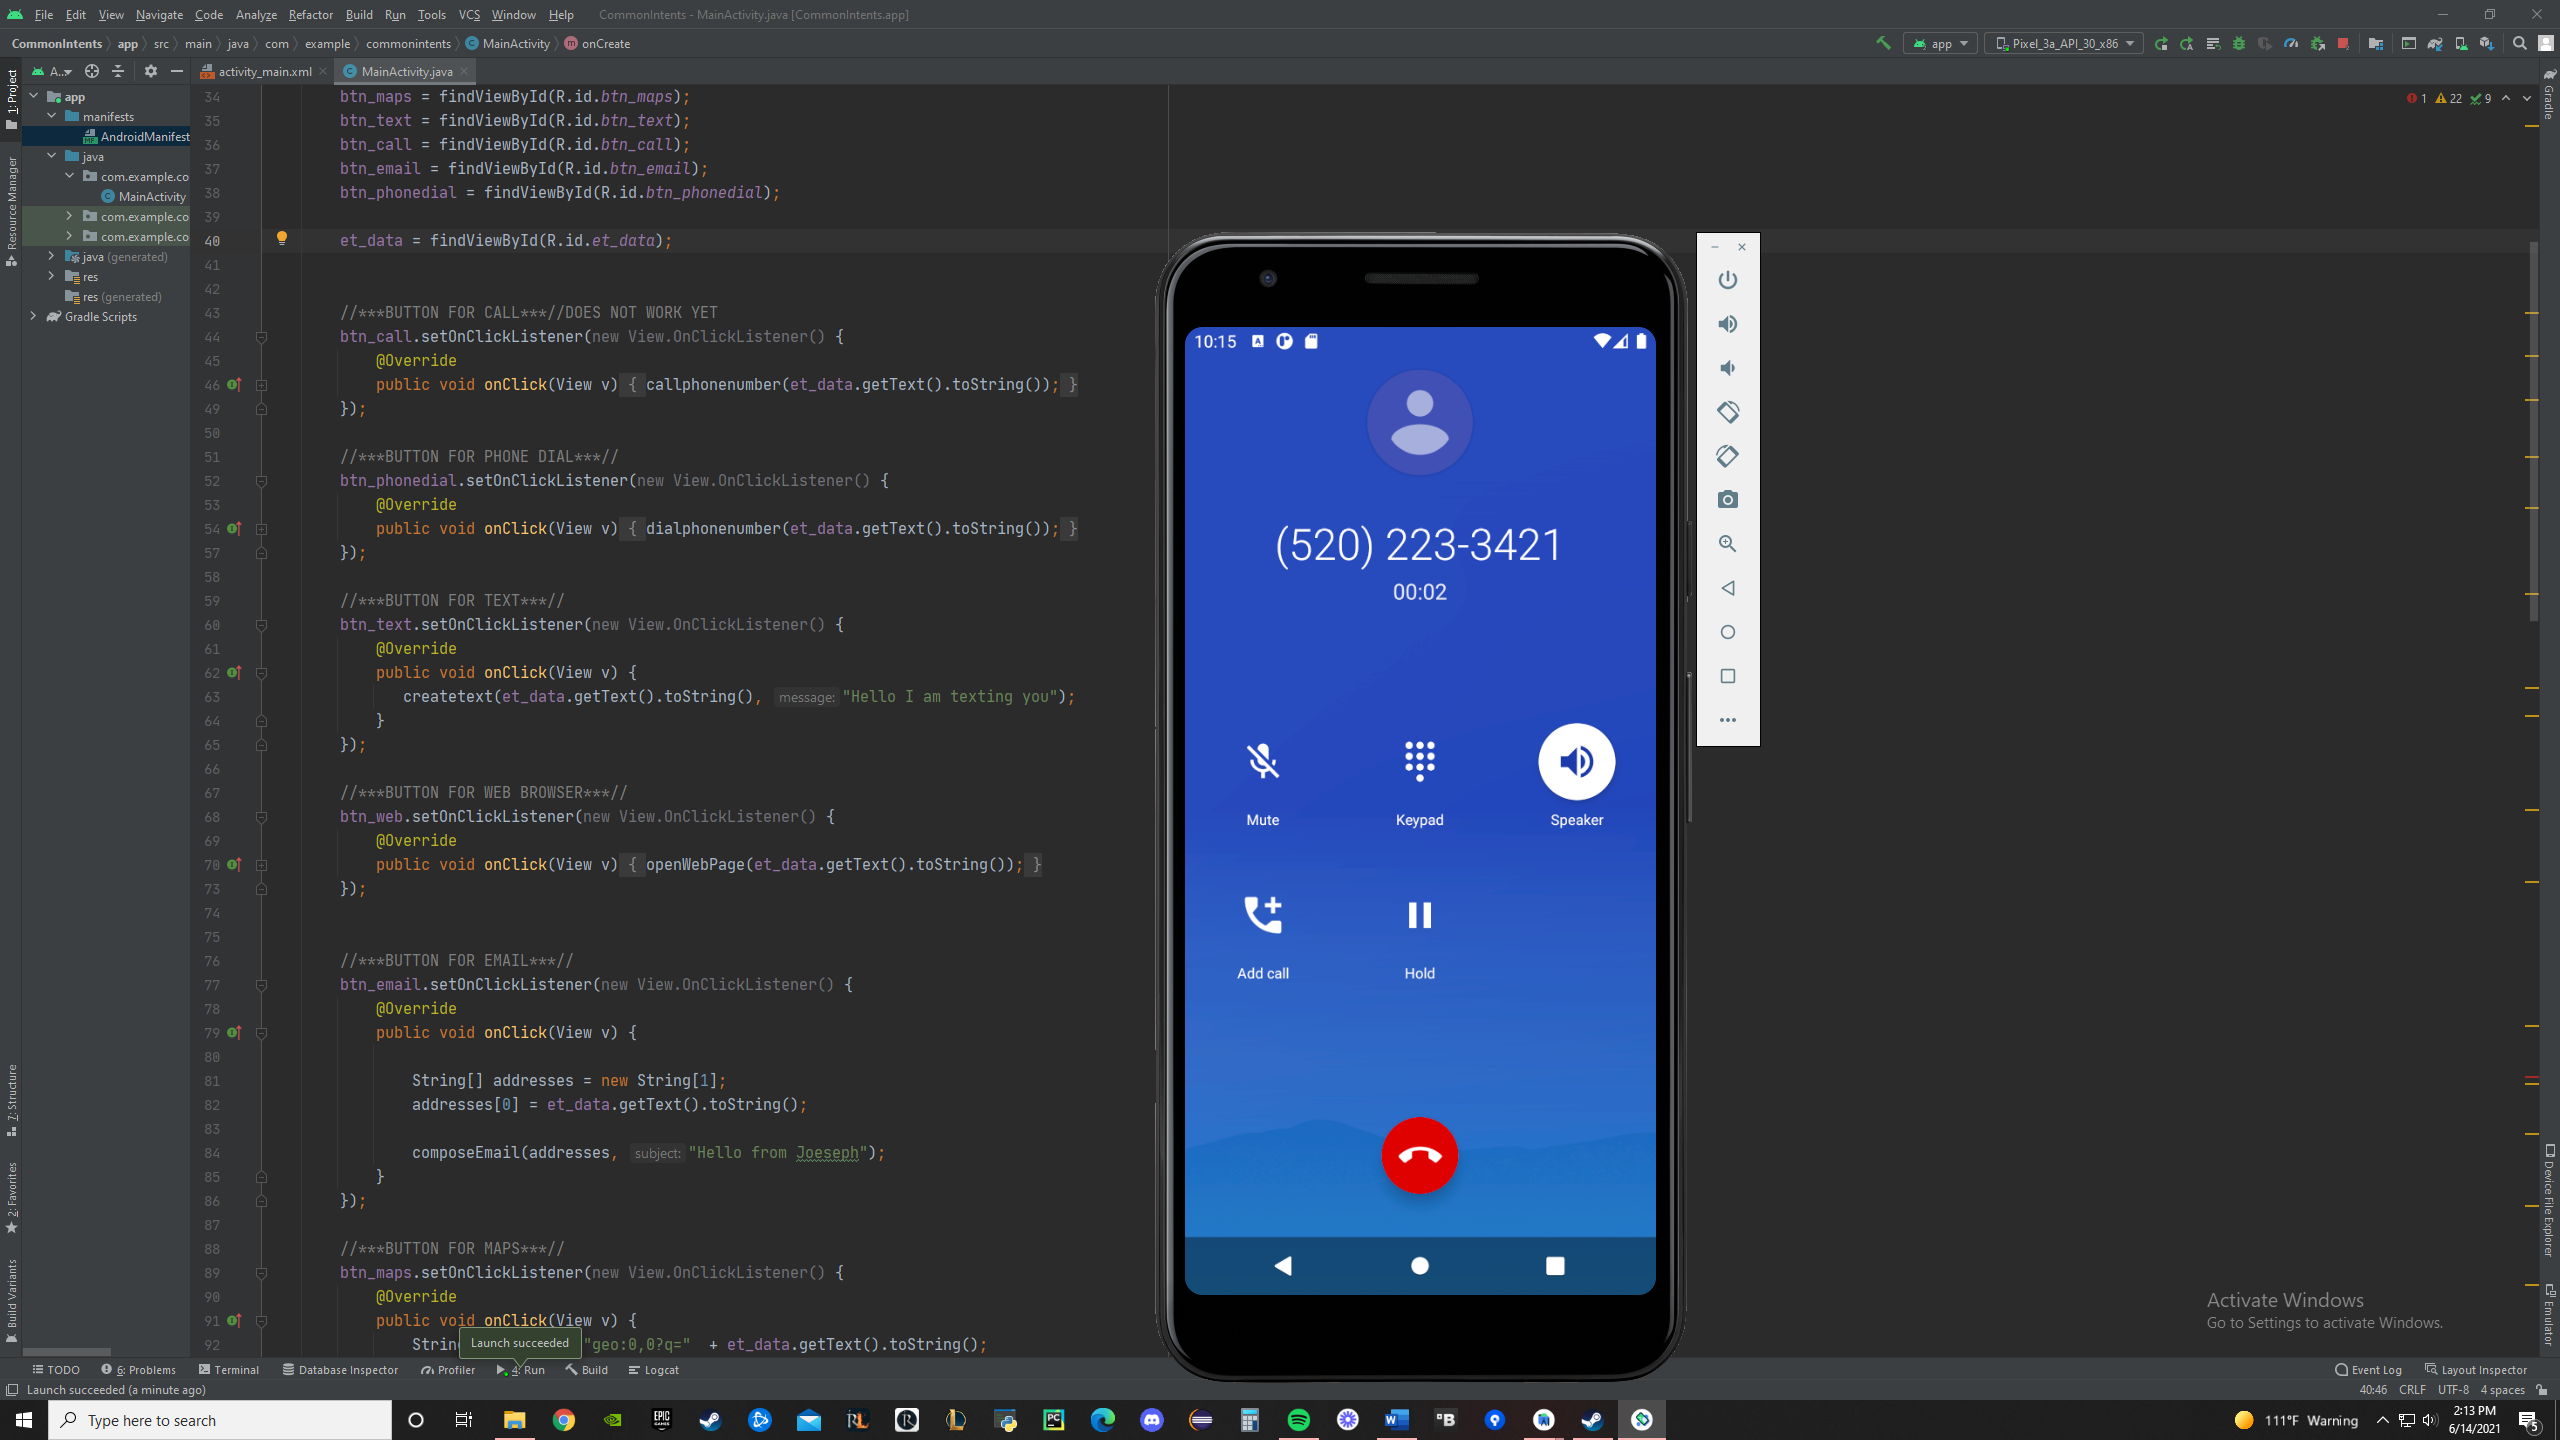 File Edit View Navigate Code Analyze Refactor Build Run Tools VCS Window Help CommonIntents - MainActivity.java [CommonIntents.app]
CommonIntents app src main java com example commonintents MainActivity onCreate app Pixel_3a_API_30_x86
A... activity_main.xml MainActivity.java
1: Project
Resource Manager
7: Structure
2: Favorites
Build Variants
app
manifests
AndroidManifest
java
com.example.co
MainActivity
com.example.co
com.example.co
java (generated)
res
res (generated)
Gradle Scripts
1 22 9
34 btn_maps = findViewById(R.id.btn_maps);
35 btn_text = findViewById(R.id.btn_text);
36 btn_call = findViewById(R.id.btn_call);
37 btn_email = findViewById(R.id.btn_email);
38 btn_phonedial = findViewById(R.id.btn_phonedial);
39
40 et_data = findViewById(R.id.et_data);
41
42
43 //***BUTTON FOR CALL***//DOES NOT WORK YET
44 btn_call.setOnClickListener(new View.OnClickListener() {
45 @Override
46 public void onClick(View v) { callphonenumber(et_data.getText().toString()); }
49 });
50
51 //***BUTTON FOR PHONE DIAL***//
52 btn_phonedial.setOnClickListener(new View.OnClickListener() {
53 @Override
54 public void onClick(View v) { dialphonenumber(et_data.getText().toString()); }
57 });
58
59 //***BUTTON FOR TEXT***//
60 btn_text.setOnClickListener(new View.OnClickListener() {
61 @Override
62 public void onClick(View v) {
63 createtext(et_data.getText().toString(), message: "Hello I am texting you");
64 }
65 });
66
67 //***BUTTON FOR WEB BROWSER***//
68 btn_web.setOnClickListener(new View.OnClickListener() {
69 @Override
70 public void onClick(View v) { openWebPage(et_data.getText().toString()); }
73 });
74
75
76 //***BUTTON FOR EMAIL***//
77 btn_email.setOnClickListener(new View.OnClickListener() {
78 @Override
79 public void onClick(View v) {
80
81 String[] addresses = new String[1];
82 addresses[0] = et_data.getText().toString();
83
84 composeEmail(addresses, subject: "Hello from Joeseph");
85 }
86 });
87
88 //***BUTTON FOR MAPS***//
89 btn_maps.setOnClickListener(new View.OnClickListener() {
90 @Override
91 public void onClick(View v) {
92 Strin "geo:0,0?q=" + et_data.getText().toString();
Launch succeeded
10:15
(520) 223-3421
00:02
Mute Keypad Speaker
Add call Hold
Gradle
Device File Explorer
Emulator
Activate Windows
Go to Settings to activate Windows.
TODO 6: Problems Terminal Database Inspector Profiler 4: Run Build Logcat Event Log Layout Inspector
Launch succeeded (a minute ago) 40:46 CRLF UTF-8 4 spaces
Type here to search
EPIC GAMES
RL
R
PC
W
B
111°F Warning
2:13 PM
6/14/2021
5